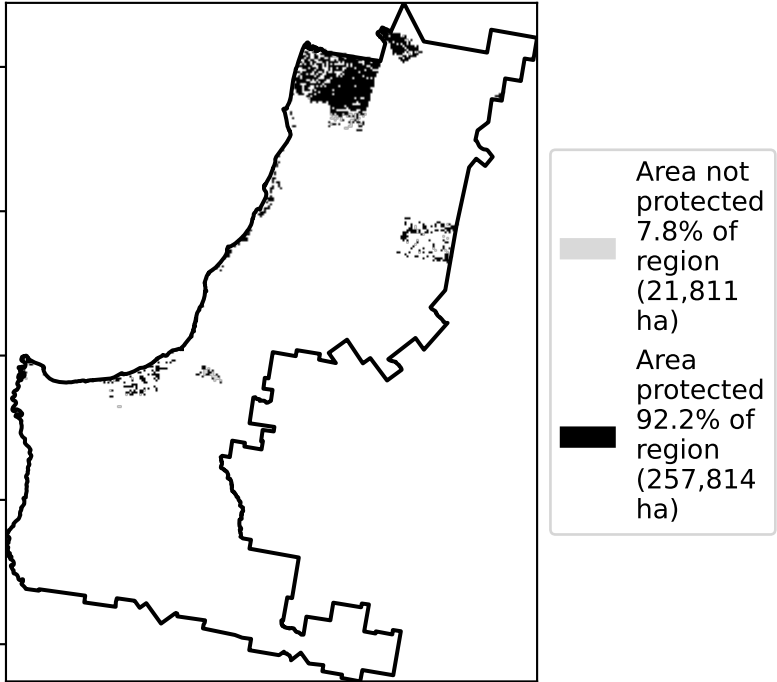 Area not
protected
7.8% of
region
(21,811
ha)
Area
protected
92.2% of
region
(257,814
ha)